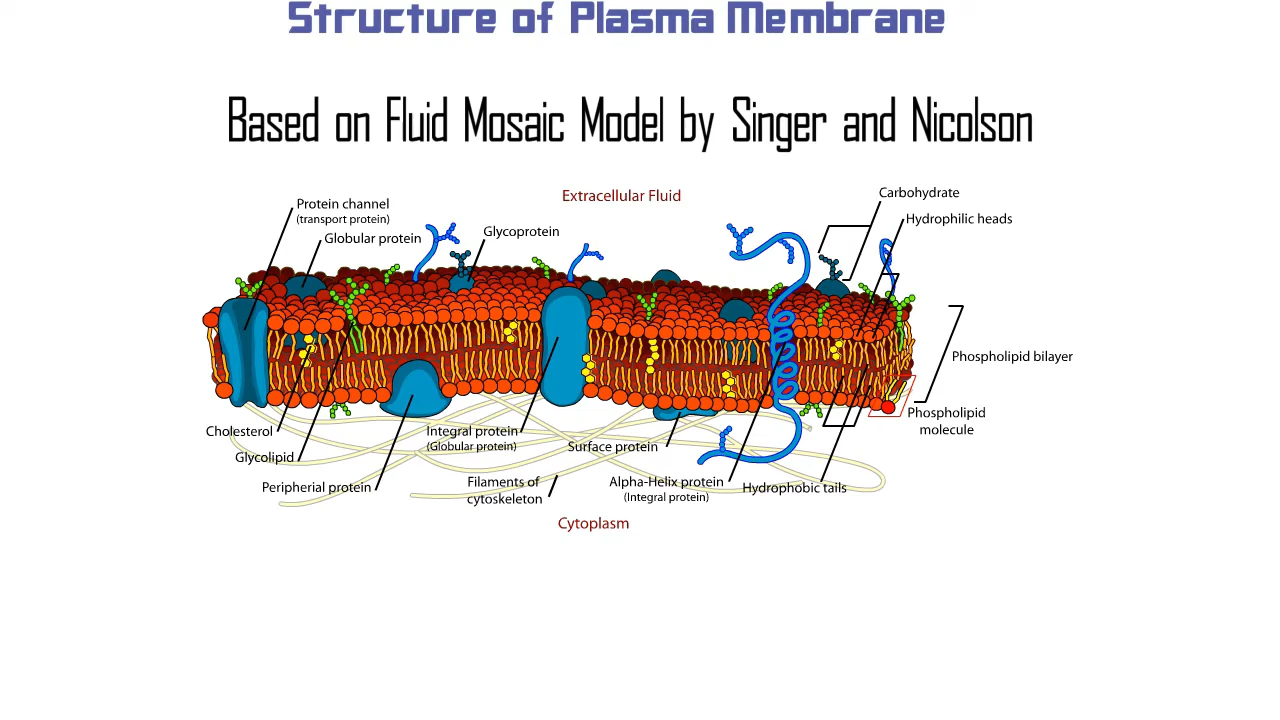 Structure of Plasma Membrane
Based on Fluid Mosaic Model by Singer and Nicolson
Extracellular Fluid
Carbohydrate
Protein channel
(transport protein)
Hydrophilic heads
Globular protein
Glycoprotein
Phospholipid bilayer
Phospholipid
molecule
Cholesterol
Integral protein
(Globular protein)
Surface protein
Glycolipid
Peripherial protein
Filaments of
cytoskeleton
Alpha-Helix protein
(Integral protein)
Hydrophobic tails
Cytoplasm